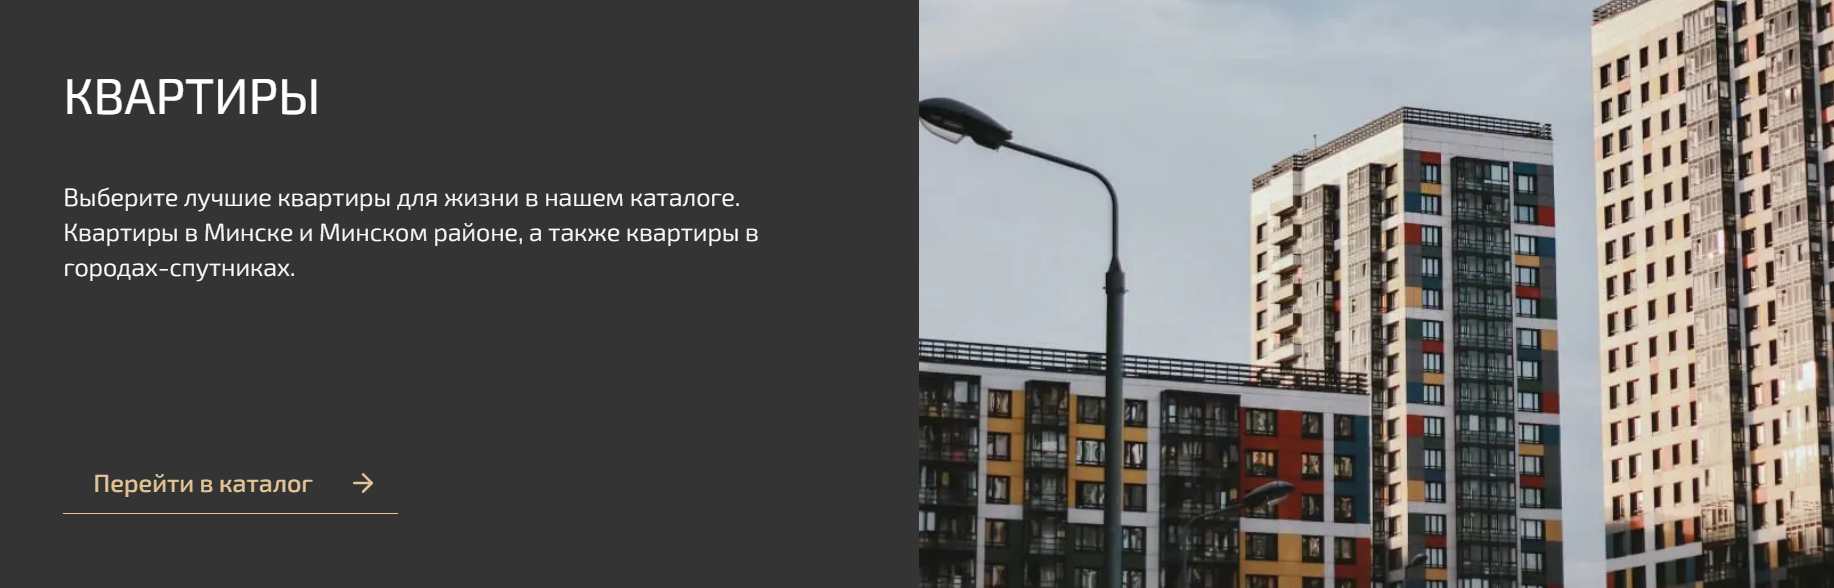 КВАРТИРЫ
Выберите лучшие квартиры для жизни в нашем каталоге.
Квартиры в Минске и Минском районе, а также квартиры в
городах-спутниках.
Перейти в каталог